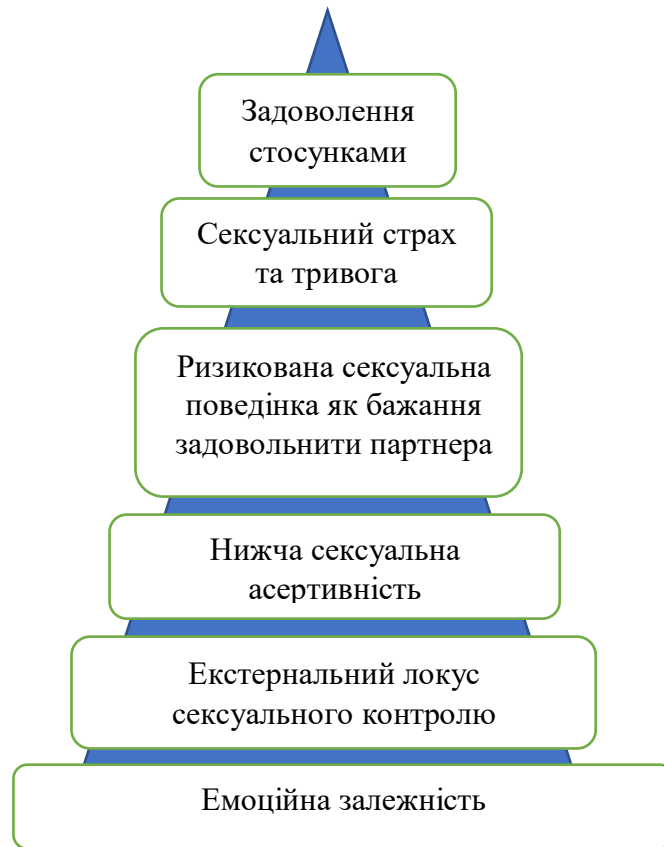 Задоволення
стосунками
Сексуальний страх
та тривога
Ризикована сексуальна
поведінка як бажання
задовольнити партнера
Нижча сексуальна
асертивність
Екстернальний локус
сексуального контролю
Емоційна залежність